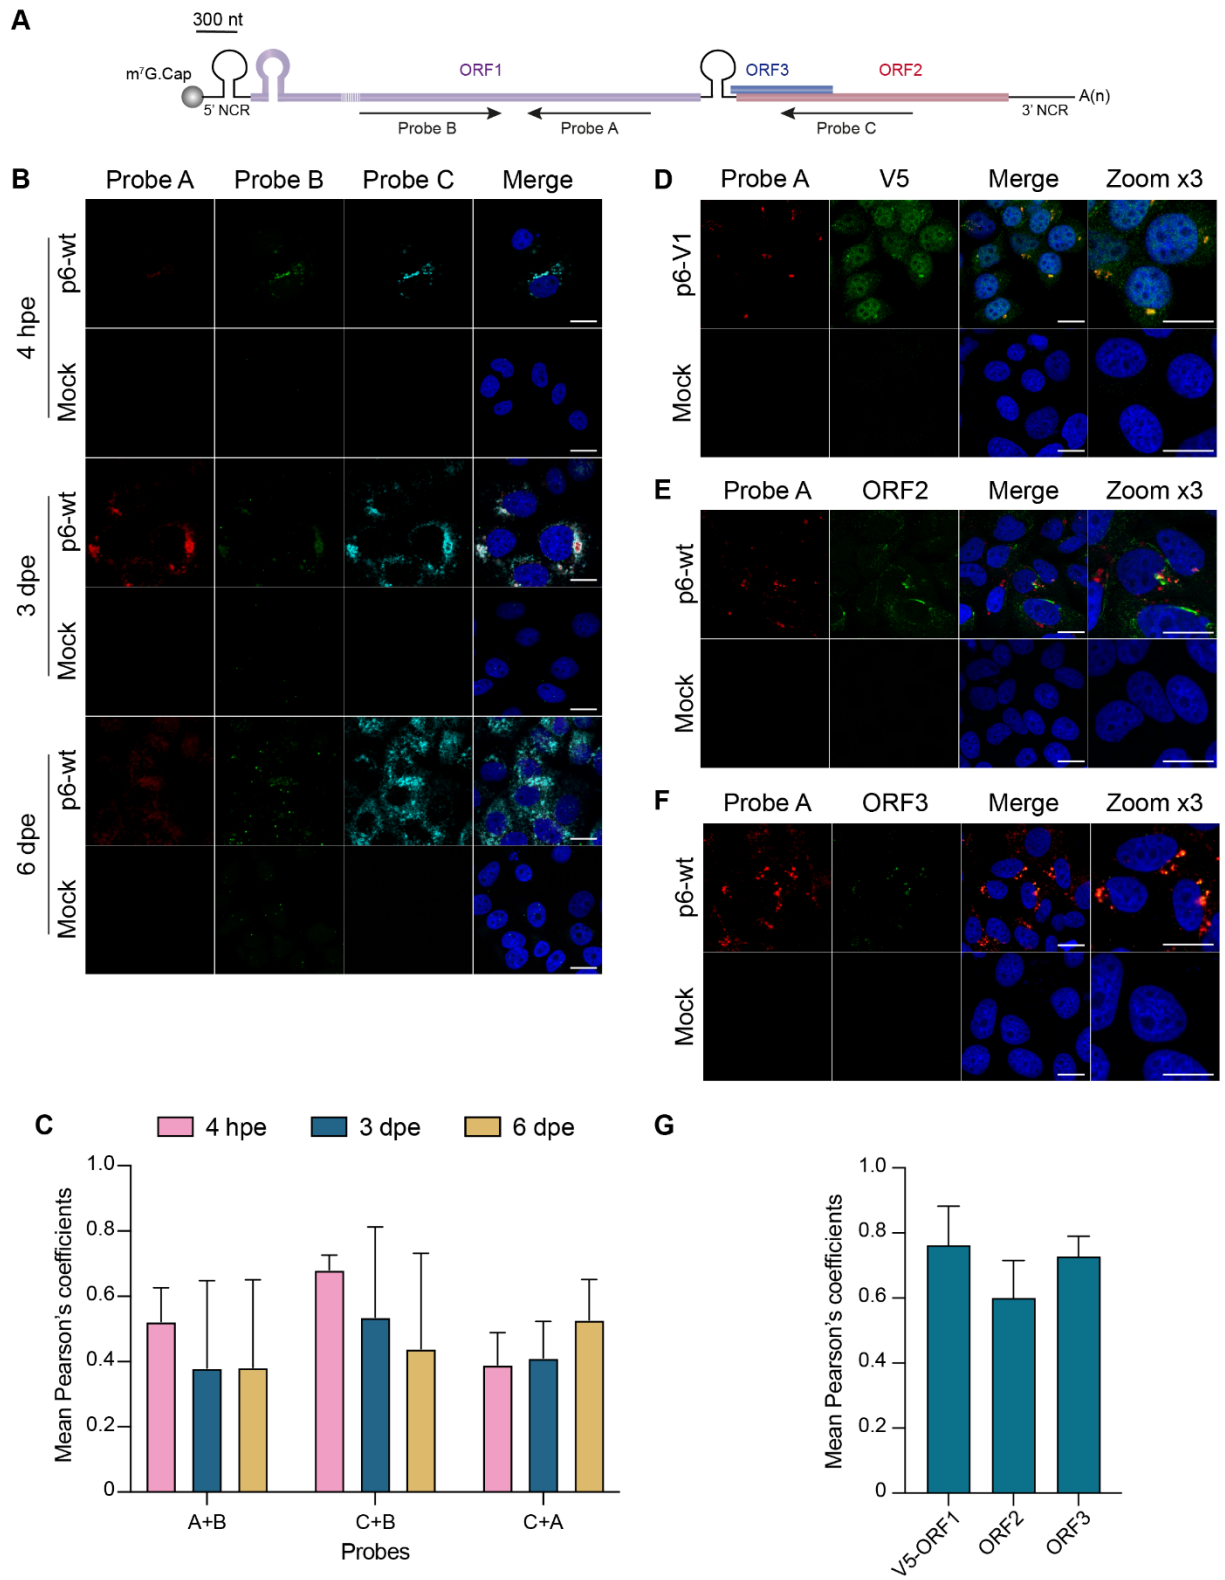 A
300 nt
m⁷G.Cap
5' NCR
ORF1
ORF3
ORF2
A(n)
3' NCR
Probe B
Probe A
Probe C
B
Probe A Probe B Probe C Merge
4 hpe
p6-wt
Mock
3 dpe
p6-wt
Mock
6 dpe
p6-wt
Mock
C
4 hpe 3 dpe 6 dpe
Mean Pearson's coefficients
1.0
0.8
0.6
0.4
0.2
0
A+B C+B C+A
Probes
D
Probe A V5 Merge Zoom x3
p6-V1
Mock
E
Probe A ORF2 Merge Zoom x3
p6-wt
Mock
F
Probe A ORF3 Merge Zoom x3
p6-wt
Mock
G
Mean Pearson's coefficients
1.0
0.8
0.6
0.4
0.2
0
V5-ORF1 ORF2 ORF3